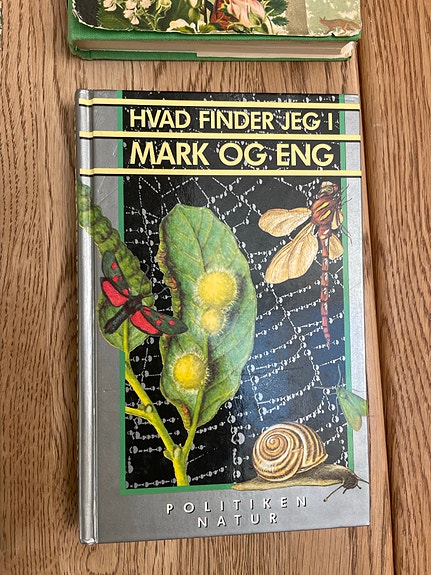 HVAD FINDER JEG I
MARK OG ENG
POLITIKEN
NATUR